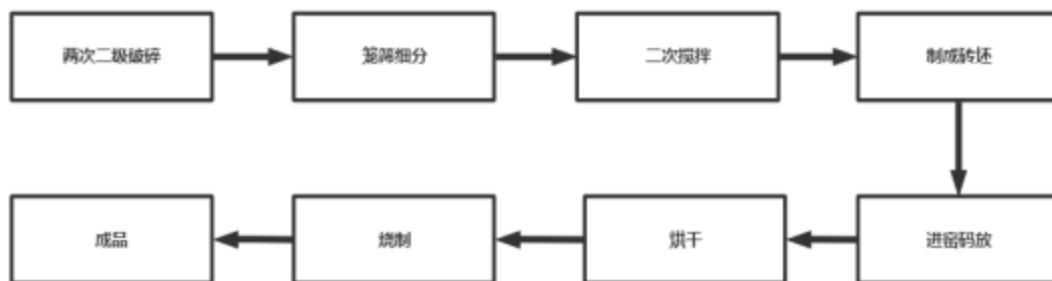 两次二级破碎
笼筛细分
二次搅拌
制成砖坯
进窑码放
烘干
烧制
成品